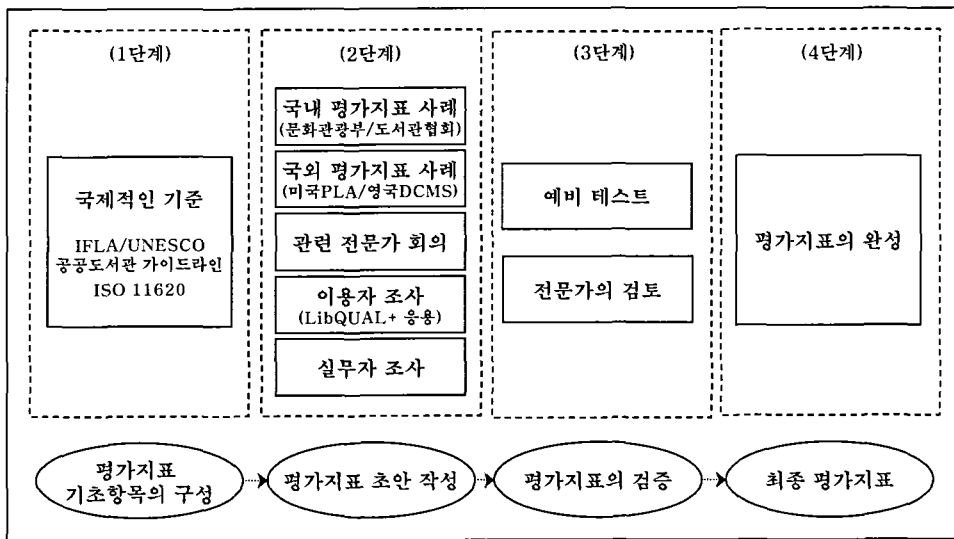 (1단계)
국제적인 기준
IFLA/UNESCO
공공도서관 가이드라인
ISO 11620
(2단계)
국내 평가지표 사례
(문화관광부/도서관협회)
국외 평가지표 사례
(미국PLA/영국DCMS)
관련 전문가 회의
이용자 조사
(LibQUAL+ 응용)
실무자 조사
(3단계)
예비 테스트
전문가의 검토
(4단계)
평가지표의 완성
평가지표
기초항목의 구성
평가지표 초안 작성
평가지표의 검증
최종 평가지표